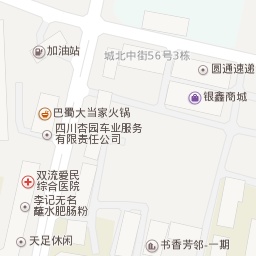 加油站
城北中街56号3栋
圆通速递
银鑫商城
巴蜀大当家火锅
四川杏园车业服务
有限责任公司
双流爱民
综合医院
李记无名
蘸水肥肠粉
天足休闲
书香芳邻-一期